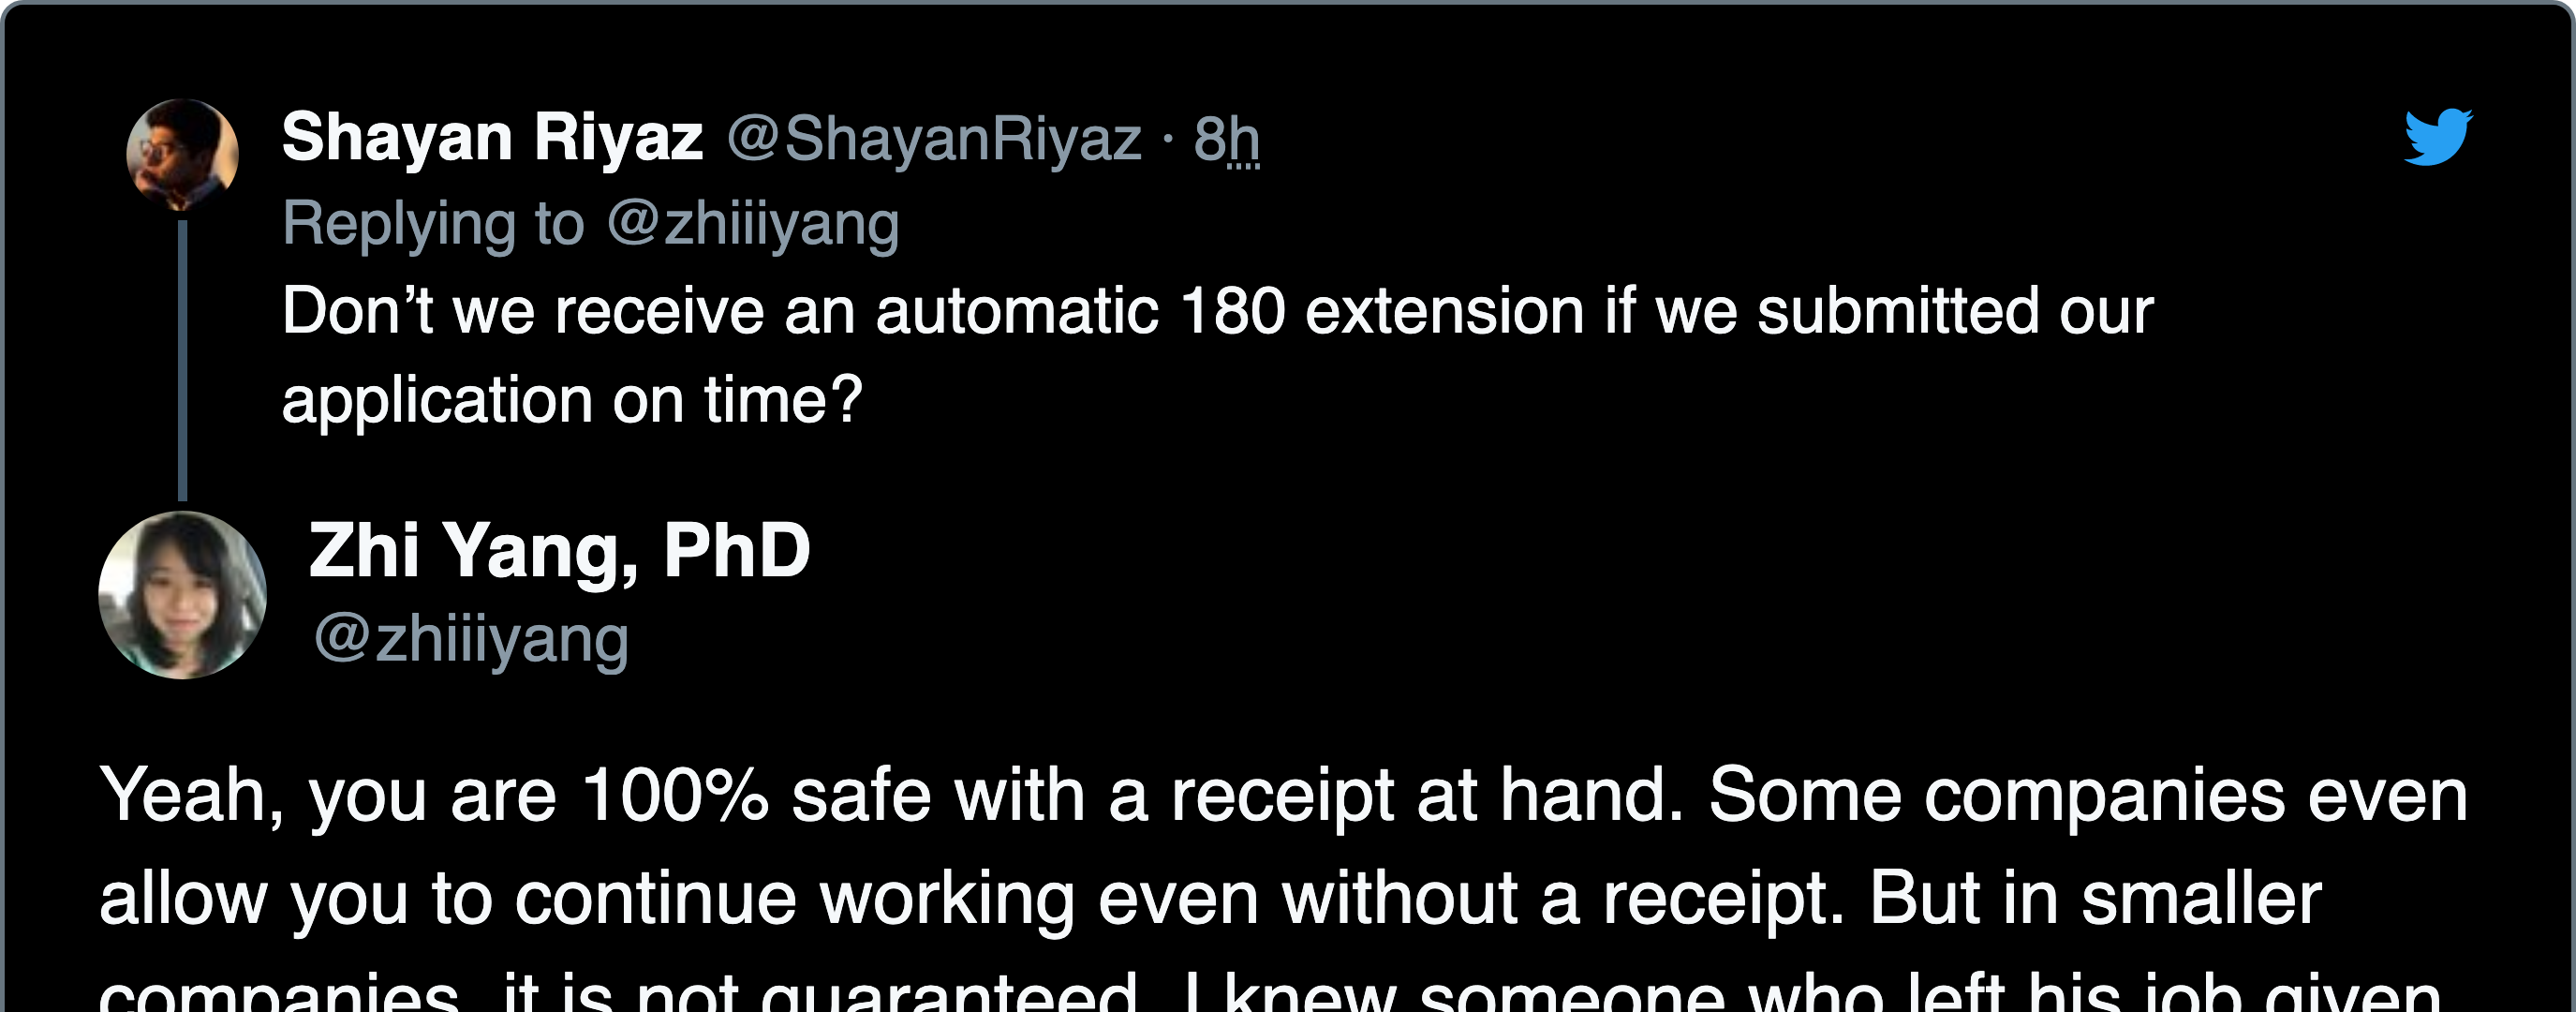 Shayan Riyaz @ShayanRiyaz · 8h
Replying to @zhiiiyang
Don’t we receive an automatic 180 extension if we submitted our
application on time?
Zhi Yang, PhD
@zhiiiyang
Yeah, you are 100% safe with a receipt at hand. Some companies even
allow you to continue working even without a receipt. But in smaller
companies, it is not guaranteed. I knew someone who left his job given